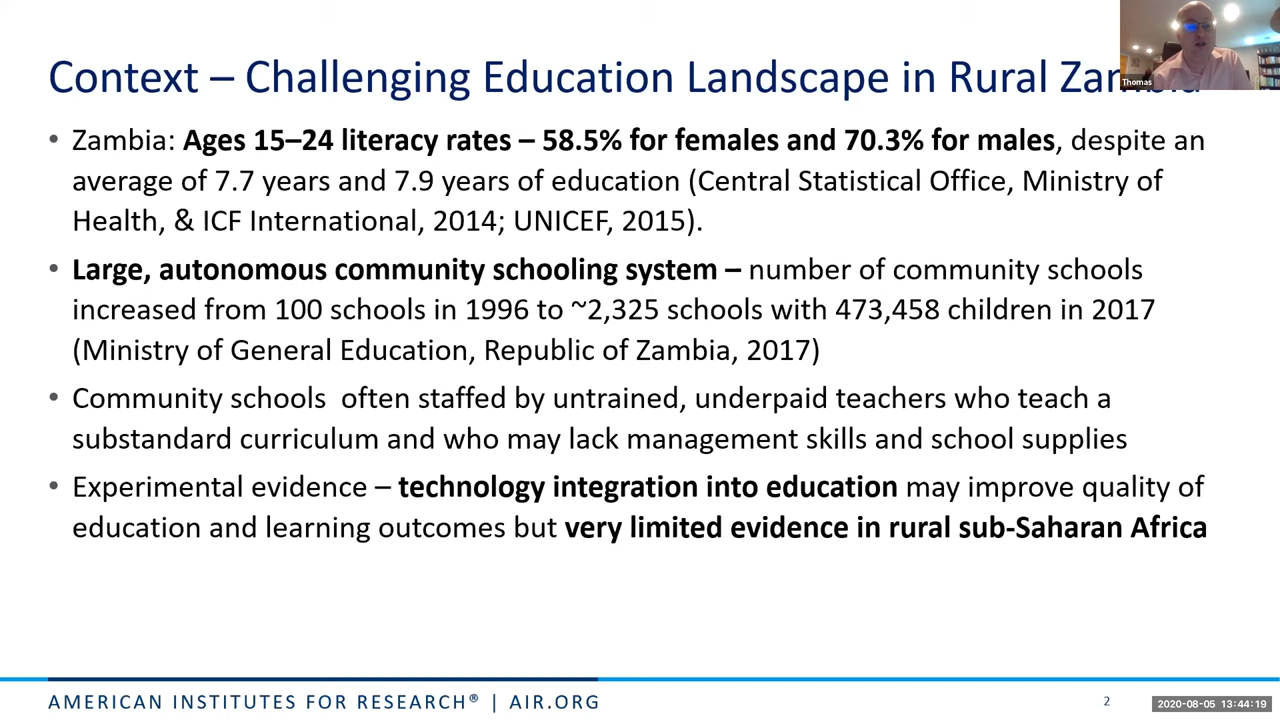 Context – Challenging Education Landscape in Rural
Thomas
• Zambia: Ages 15–24 literacy rates – 58.5% for females and 70.3% for males, despite an
average of 7.7 years and 7.9 years of education (Central Statistical Office, Ministry of
Health, & ICF International, 2014; UNICEF, 2015).
• Large, autonomous community schooling system – number of community schools
increased from 100 schools in 1996 to ~2,325 schools with 473,458 children in 2017
(Ministry of General Education, Republic of Zambia, 2017)
• Community schools  often staffed by untrained, underpaid teachers who teach a
substandard curriculum and who may lack management skills and school supplies
• Experimental evidence – technology integration into education may improve quality of
education and learning outcomes but very limited evidence in rural sub-Saharan Africa
AMERICAN INSTITUTES FOR RESEARCH® | AIR.ORG
2
2020-08-05 13:44:19